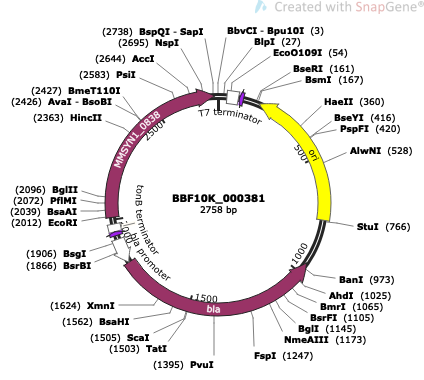 Created with SnapGene®
(2738) BspQI - SapI
(2695) NspI
(2644) AccI
(2583) PsiI
(2427) BmeT110I
(2426) AvaI - BsoBI
(2363) HincII
(2096) BglII
(2072) PflMI
(2039) BsaAI
(2012) EcoRI
(1906) BsgI
(1866) BsrBI
(1624) XmnI
(1562) BsaHI
(1505) ScaI
(1503) TatI
(1395) PvuI
BbvCI - Bpu10I (3)
BlpI (27)
EcoO109I (54)
BseRI (161)
BsmI (167)
HaeII (360)
BseYI (416)
PspFI (420)
AlwNI (528)
StuI (766)
BanI (973)
AhdI (1025)
BmrI (1065)
BsrFI (1105)
BglI (1145)
NmeAIII (1173)
FspI (1247)
T7 terminator
ori
500
1000
1500
bla
bla promoter
tonB terminator
MMSYN1_0838
2500
BBF10K_000381
2758 bp